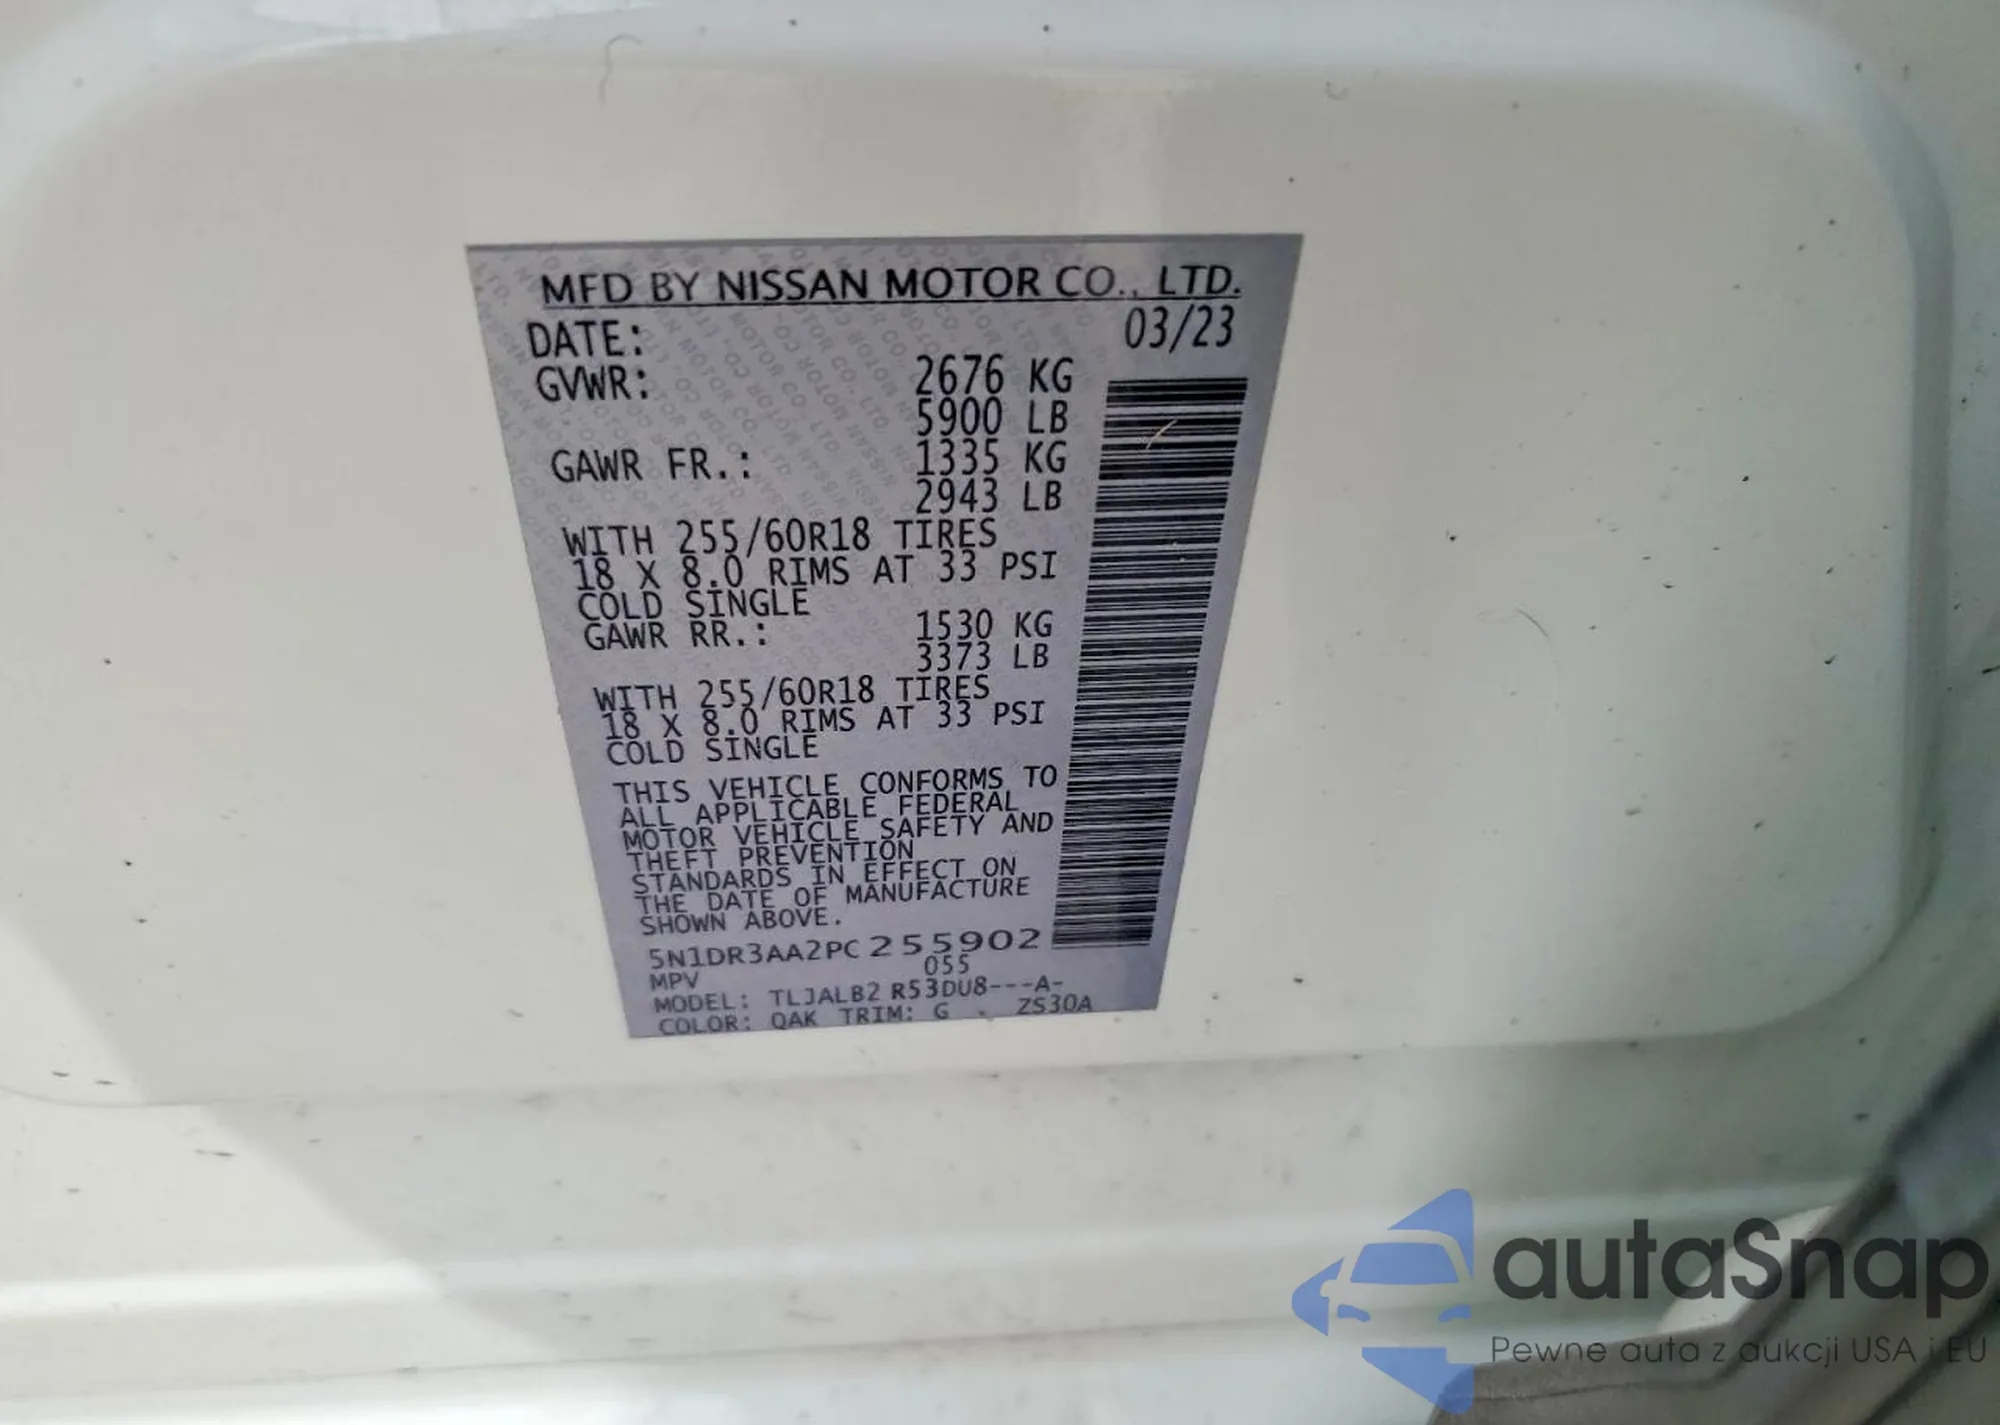 MFD BY NISSAN MOTOR CO., LTD.
DATE: 03/23
GVWR: 2676 KG
5900 LB
GAWR FR.: 1335 KG
2943 LB
WITH 255/60R18 TIRES
18 X 8.0 RIMS AT 33 PSI
COLD SINGLE
GAWR RR.: 1530 KG
3373 LB
WITH 255/60R18 TIRES
18 X 8.0 RIMS AT 33 PSI
COLD SINGLE
THIS VEHICLE CONFORMS TO
ALL APPLICABLE FEDERAL
MOTOR VEHICLE SAFETY AND
THEFT PREVENTION
STANDARDS IN EFFECT ON
THE DATE OF MANUFACTURE
SHOWN ABOVE.
5N1DR3AA2PC255902
MPV 055
MODEL: TLJALB2 R53DU8---A-
COLOR: QAK TRIM: G ZS30A
autaSnap
Pewne auta z aukcji USA i EU